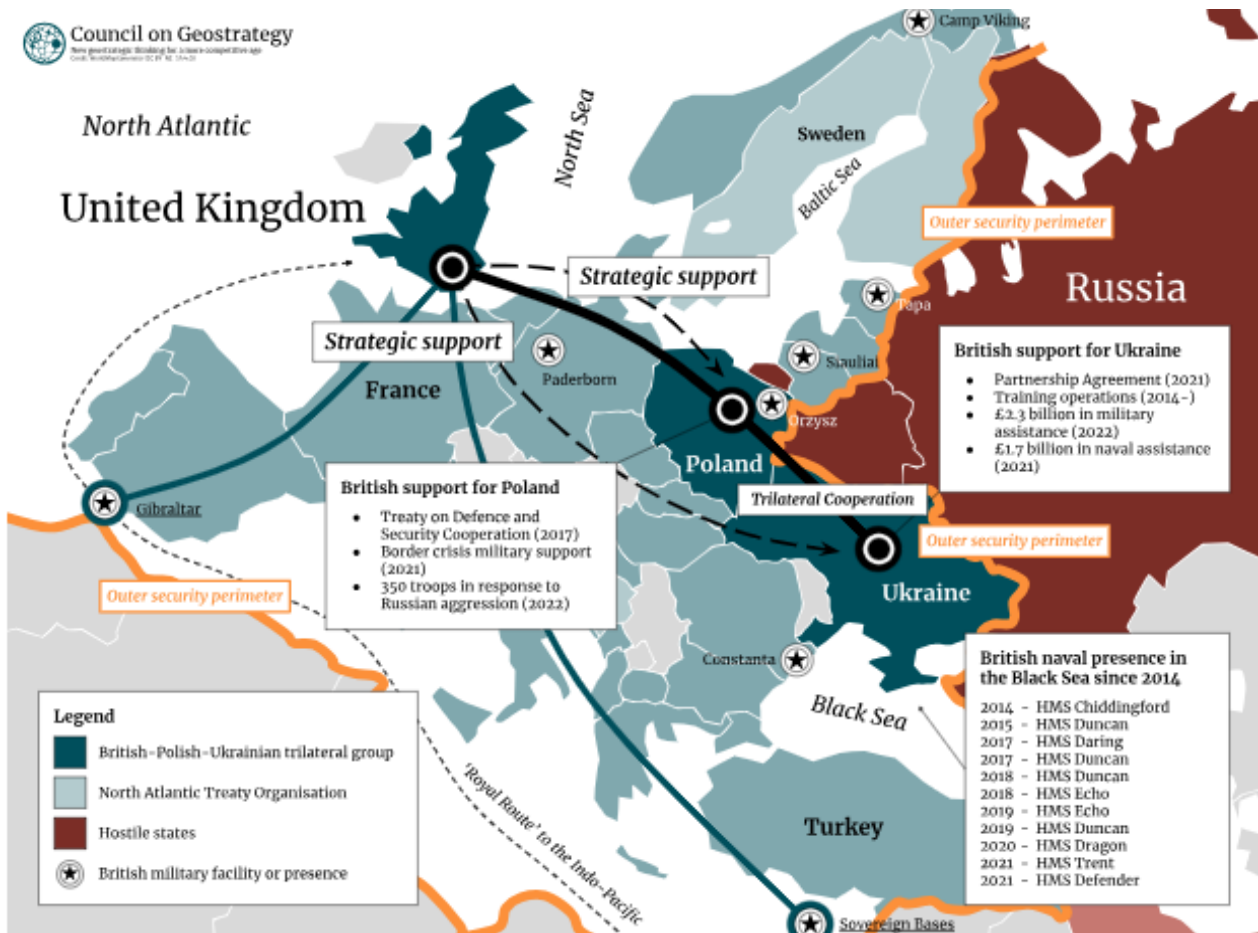 Council on Geostrategy
New geostrategic thinking for a more competitive age
North Atlantic
United Kingdom
North Sea
Camp Viking
Sweden
Baltic Sea
Outer security perimeter
Russia
Strategic support
Strategic support
Tapa
Siauliai
Paderborn
France
Orzysz
Poland
Trilateral Cooperation
British support for Ukraine
Partnership Agreement (2021)
Training operations (2014-)
£2.3 billion in military
assistance (2022)
£1.7 billion in naval assistance
(2021)
Gibraltar
British support for Poland
Treaty on Defence and
Security Cooperation (2017)
Border crisis military support
(2021)
350 troops in response to
Russian aggression (2022)
Outer security perimeter
Outer security perimeter
Ukraine
Constanta
Black Sea
British naval presence in
the Black Sea since 2014
2014 - HMS Chiddingford
2015 - HMS Duncan
2017 - HMS Daring
2017 - HMS Duncan
2018 - HMS Duncan
2018 - HMS Echo
2019 - HMS Echo
2019 - HMS Duncan
2020 - HMS Dragon
2021 - HMS Trent
2021 - HMS Defender
Legend
British-Polish-Ukrainian trilateral group
North Atlantic Treaty Organisation
Hostile states
British military facility or presence
'Royal Route' to the Indo-Pacific
Turkey
Sovereign Bases